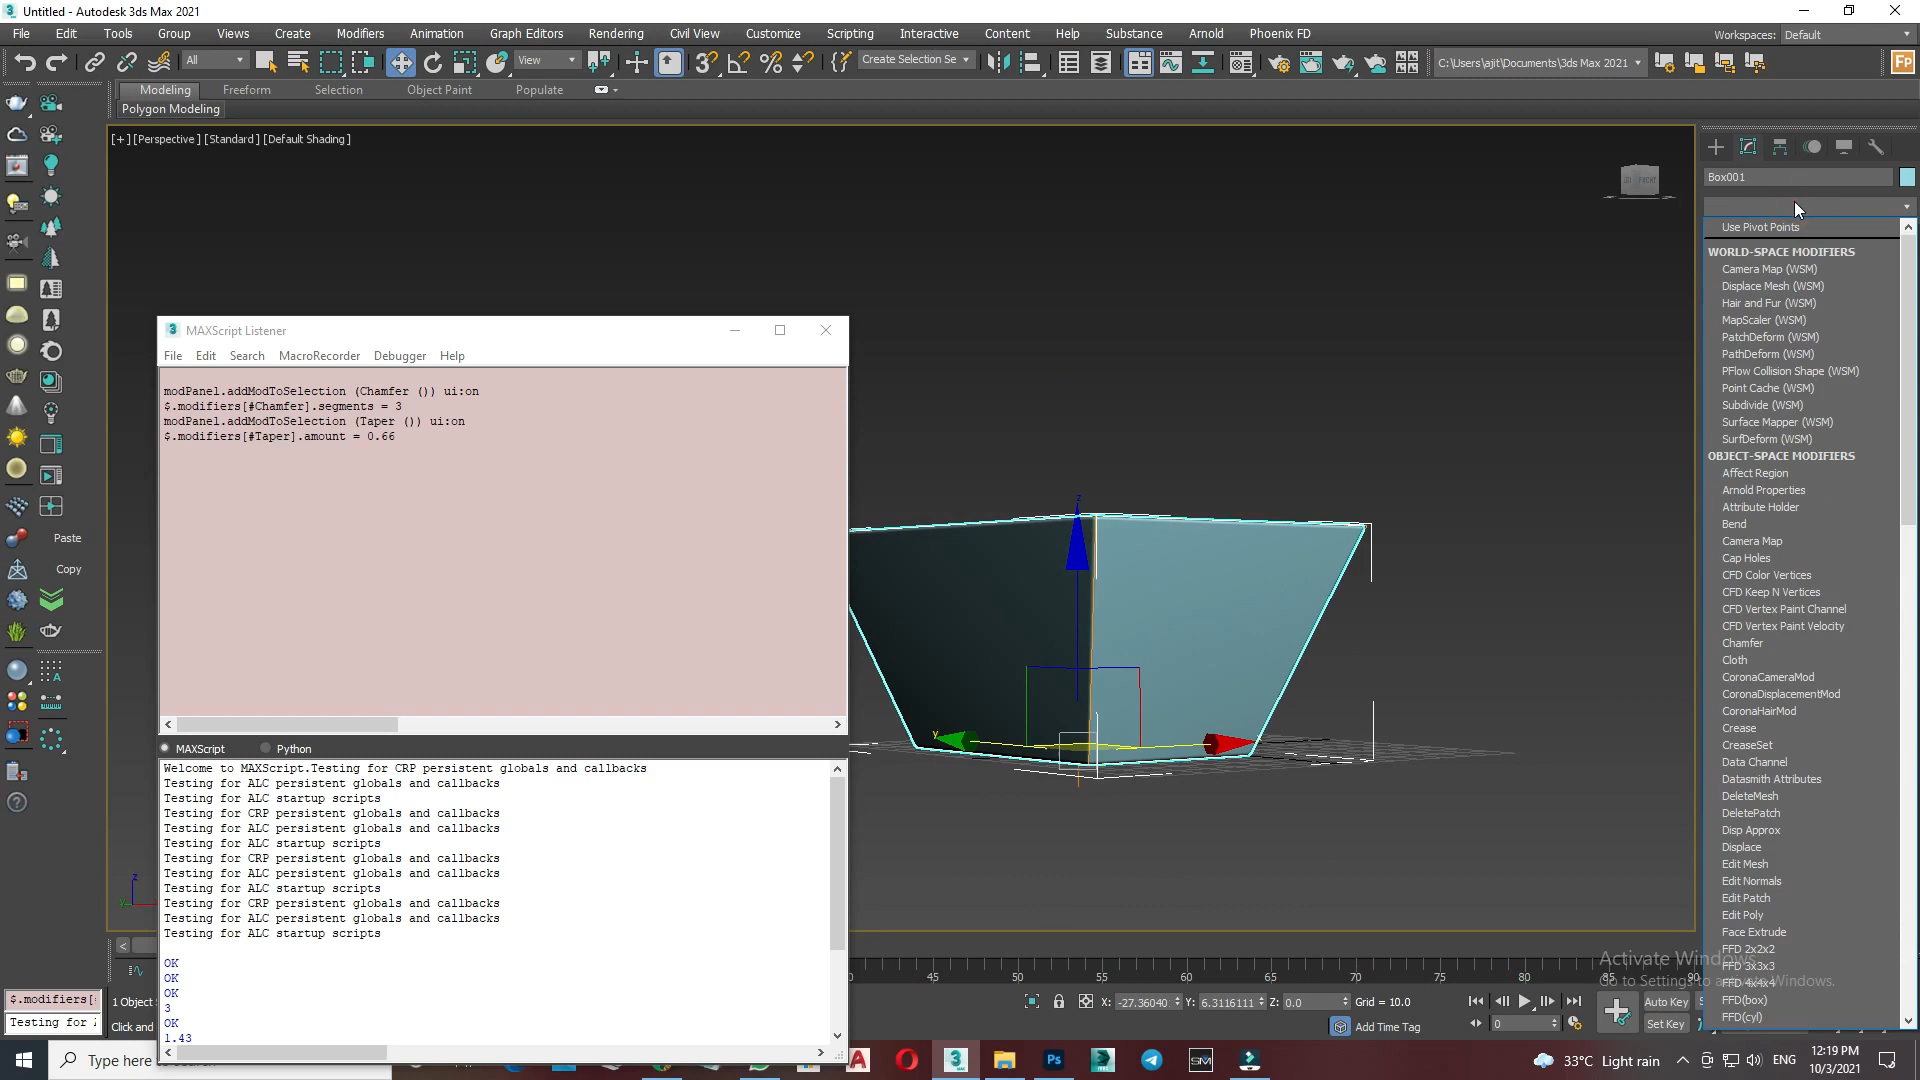 Untitled - Autodesk 3ds Max 2021
File Edit Tools Group Views Create Modifiers Animation Graph Editors Rendering Civil View Customize Scripting Interactive Content Help Substance Arnold Phoenix FD
Workspaces: Default
All View Create Selection Se C:\Users\ajit\Documents\3ds Max 2021
Modeling Freeform Selection Object Paint Populate
Polygon Modeling
[+] [Perspective] [Standard] [Default Shading]
Box001
Use Pivot Points
WORLD-SPACE MODIFIERS
Camera Map (WSM)
Displace Mesh (WSM)
Hair and Fur (WSM)
MapScaler (WSM)
PatchDeform (WSM)
PathDeform (WSM)
PFlow Collision Shape (WSM)
Point Cache (WSM)
Subdivide (WSM)
Surface Mapper (WSM)
SurfDeform (WSM)
OBJECT-SPACE MODIFIERS
Affect Region
Arnold Properties
Attribute Holder
Bend
Camera Map
Cap Holes
CFD Color Vertices
CFD Keep N Vertices
CFD Vertex Paint Channel
CFD Vertex Paint Velocity
Chamfer
Cloth
CoronaCameraMod
CoronaDisplacementMod
CoronaHairMod
Crease
CreaseSet
Data Channel
Datasmith Attributes
DeleteMesh
DeletePatch
Disp Approx
Displace
Edit Mesh
Edit Normals
Edit Patch
Edit Poly
Face Extrude
FFD 2x2x2
FFD 3x3x3
FFD 4x4x4
FFD(box)
FFD(cyl)
MAXScript Listener
File Edit Search MacroRecorder Debugger Help
modPanel.addModToSelection (Chamfer ()) ui:on
$.modifiers[#Chamfer].segments = 3
modPanel.addModToSelection (Taper ()) ui:on
$.modifiers[#Taper].amount = 0.66
MAXScript Python
Welcome to MAXScript.Testing for CRP persistent globals and callbacks
Testing for ALC persistent globals and callbacks
Testing for ALC startup scripts
Testing for CRP persistent globals and callbacks
Testing for ALC persistent globals and callbacks
Testing for ALC startup scripts
Testing for CRP persistent globals and callbacks
Testing for ALC persistent globals and callbacks
Testing for ALC startup scripts
Testing for CRP persistent globals and callbacks
Testing for ALC persistent globals and callbacks
Testing for ALC startup scripts
OK
OK
OK
3
OK
1.43
Paste
Copy
z
y
z
y
45 50 55 60 65 70 75 80 85 90
Activate Windows
Go to Settings to activate Windows.
$.modifiers[
Testing for
1 Object
Click and
X: -27.36040 Y: 6.3116111 Z: 0.0 Grid = 10.0
Add Time Tag
0
Auto Key
Set Key
Type here to search
33°C Light rain ENG
12:19 PM
10/3/2021